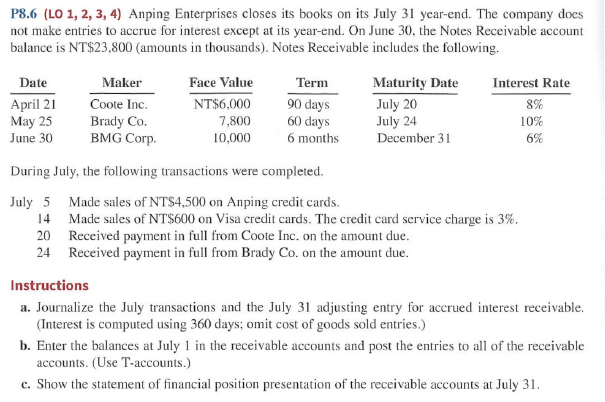 P8.6 (LO 1, 2, 3, 4) Anping Enterprises closes its books on its July 31 year-end. The company does
not make entries to accrue for interest except at its year-end. On June 30, the Notes Receivable account
balance is NT$23,800 (amounts in thousands). Notes Receivable includes the following.
Date Maker Face Value Term Maturity Date Interest Rate
April 21 Coote Inc. NT$6,000 90 days July 20 8%
May 25 Brady Co. 7,800 60 days July 24 10%
June 30 BMG Corp. 10,000 6 months December 31 6%
During July, the following transactions were completed.
July 5 Made sales of NT$4,500 on Anping credit cards.
14 Made sales of NT$600 on Visa credit cards. The credit card service charge is 3%.
20 Received payment in full from Coote Inc. on the amount due.
24 Received payment in full from Brady Co. on the amount due.
Instructions
a. Journalize the July transactions and the July 31 adjusting entry for accrued interest receivable.
(Interest is computed using 360 days; omit cost of goods sold entries.)
b. Enter the balances at July 1 in the receivable accounts and post the entries to all of the receivable
accounts. (Use T-accounts.)
c. Show the statement of financial position presentation of the receivable accounts at July 31.